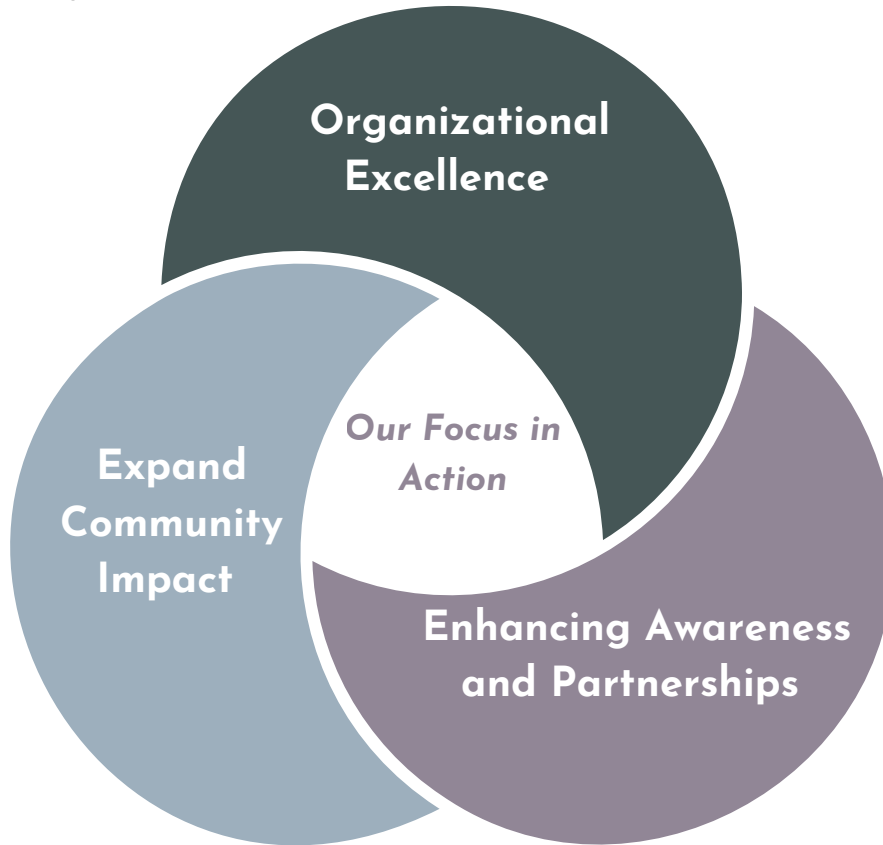 Organizational
Excellence
Our Focus in
Action
Expand
Community
Impact
Enhancing Awareness
and Partnerships